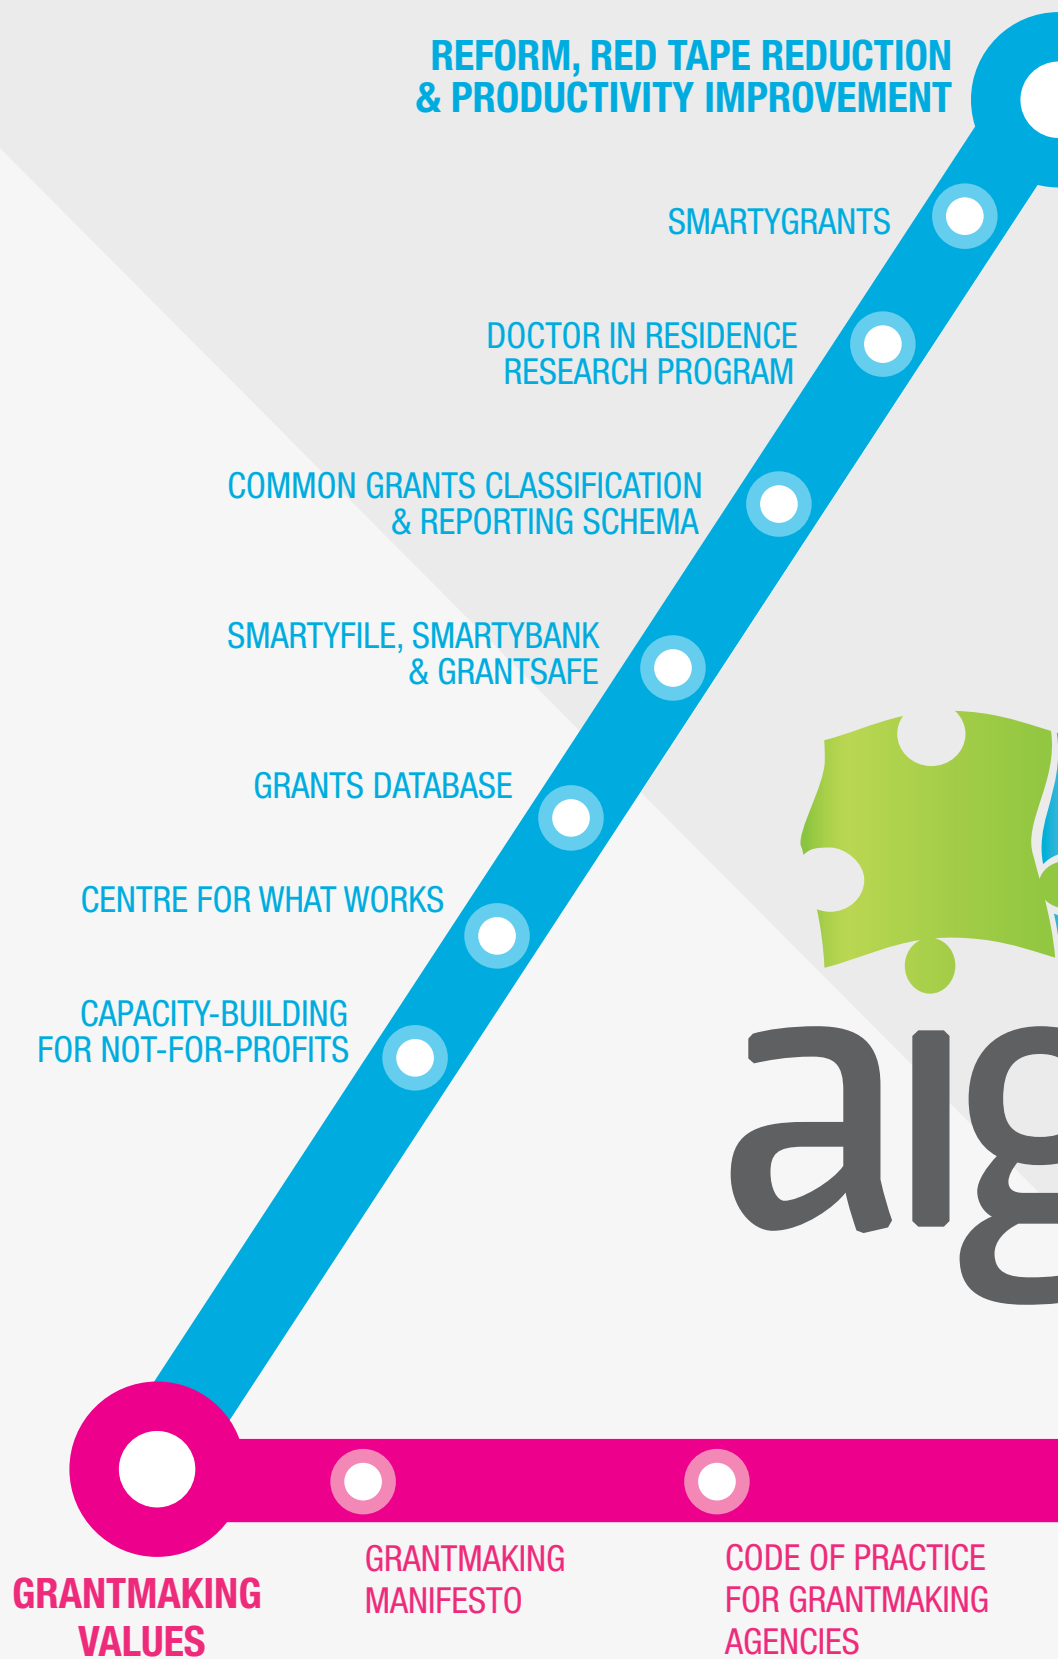 REFORM, RED TAPE REDUCTION
& PRODUCTIVITY IMPROVEMENT
SMARTYGRANTS
DOCTOR IN RESIDENCE
RESEARCH PROGRAM
COMMON GRANTS CLASSIFICATION
& REPORTING SCHEMA
SMARTYFILE, SMARTYBANK
& GRANTSAFE
GRANTS DATABASE
CENTRE FOR WHAT WORKS
CAPACITY-BUILDING
FOR NOT-FOR-PROFITS
aig
GRANTMAKING
VALUES
GRANTMAKING
MANIFESTO
CODE OF PRACTICE
FOR GRANTMAKING
AGENCIES